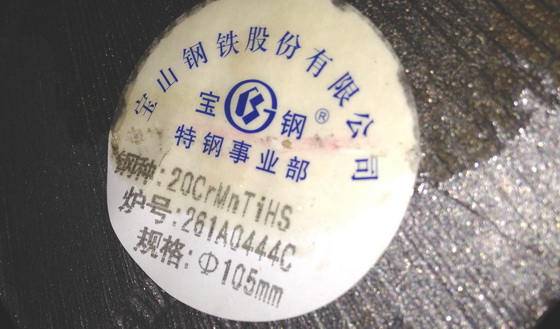 宝山钢铁股份有限公司
宝 钢 ®
特钢事业部
钢种:20CrMnTiHS
炉号:261A0444C
规格:Φ105mm